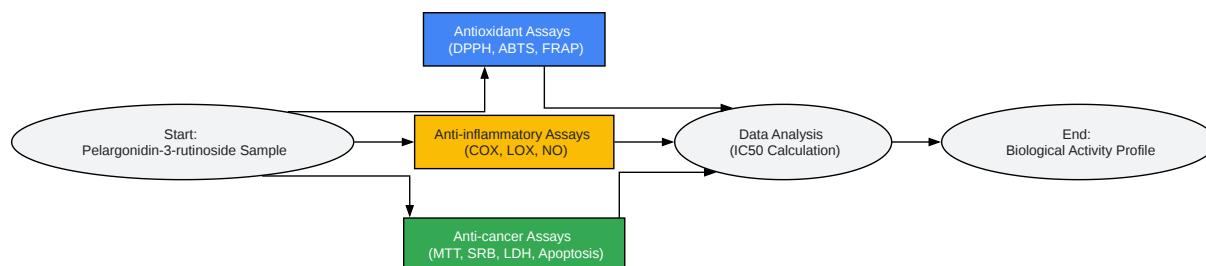 Antioxidant Assays
(DPPH, ABTS, FRAP)
Start:
Pelargonidin-3-rutinoside Sample
Anti-inflammatory Assays
(COX, LOX, NO)
Data Analysis
(IC50 Calculation)
End:
Biological Activity Profile
Anti-cancer Assays
(MTT, SRB, LDH, Apoptosis)